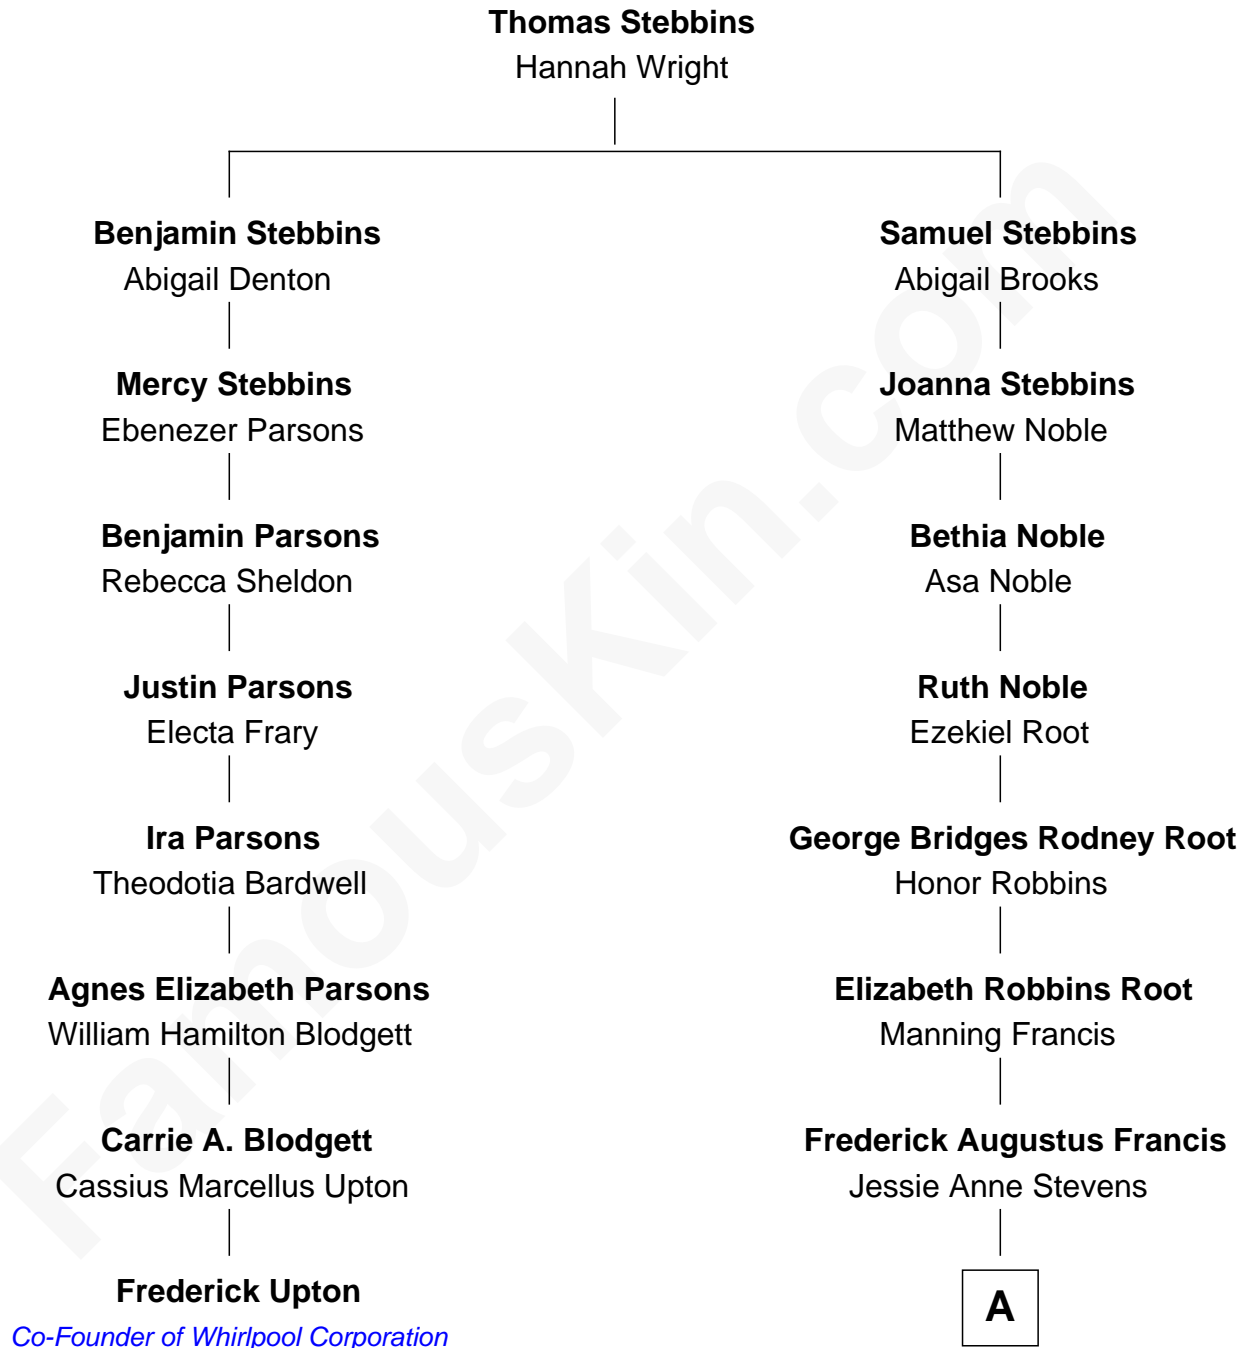 Thomas Stebbins
Hannah Wright
Benjamin Stebbins
Abigail Denton
Mercy Stebbins
Ebenezer Parsons
Benjamin Parsons
Rebecca Sheldon
Justin Parsons
Electa Frary
Ira Parsons
Theodotia Bardwell
Agnes Elizabeth Parsons
William Hamilton Blodgett
Carrie A. Blodgett
Cassius Marcellus Upton
Frederick Upton
Co-Founder of Whirlpool Corporation
Samuel Stebbins
Abigail Brooks
Joanna Stebbins
Matthew Noble
Bethia Noble
Asa Noble
Ruth Noble
Ezekiel Root
George Bridges Rodney Root
Honor Robbins
Elizabeth Robbins Root
Manning Francis
Frederick Augustus Francis
Jessie Anne Stevens
A
FamousKin.com